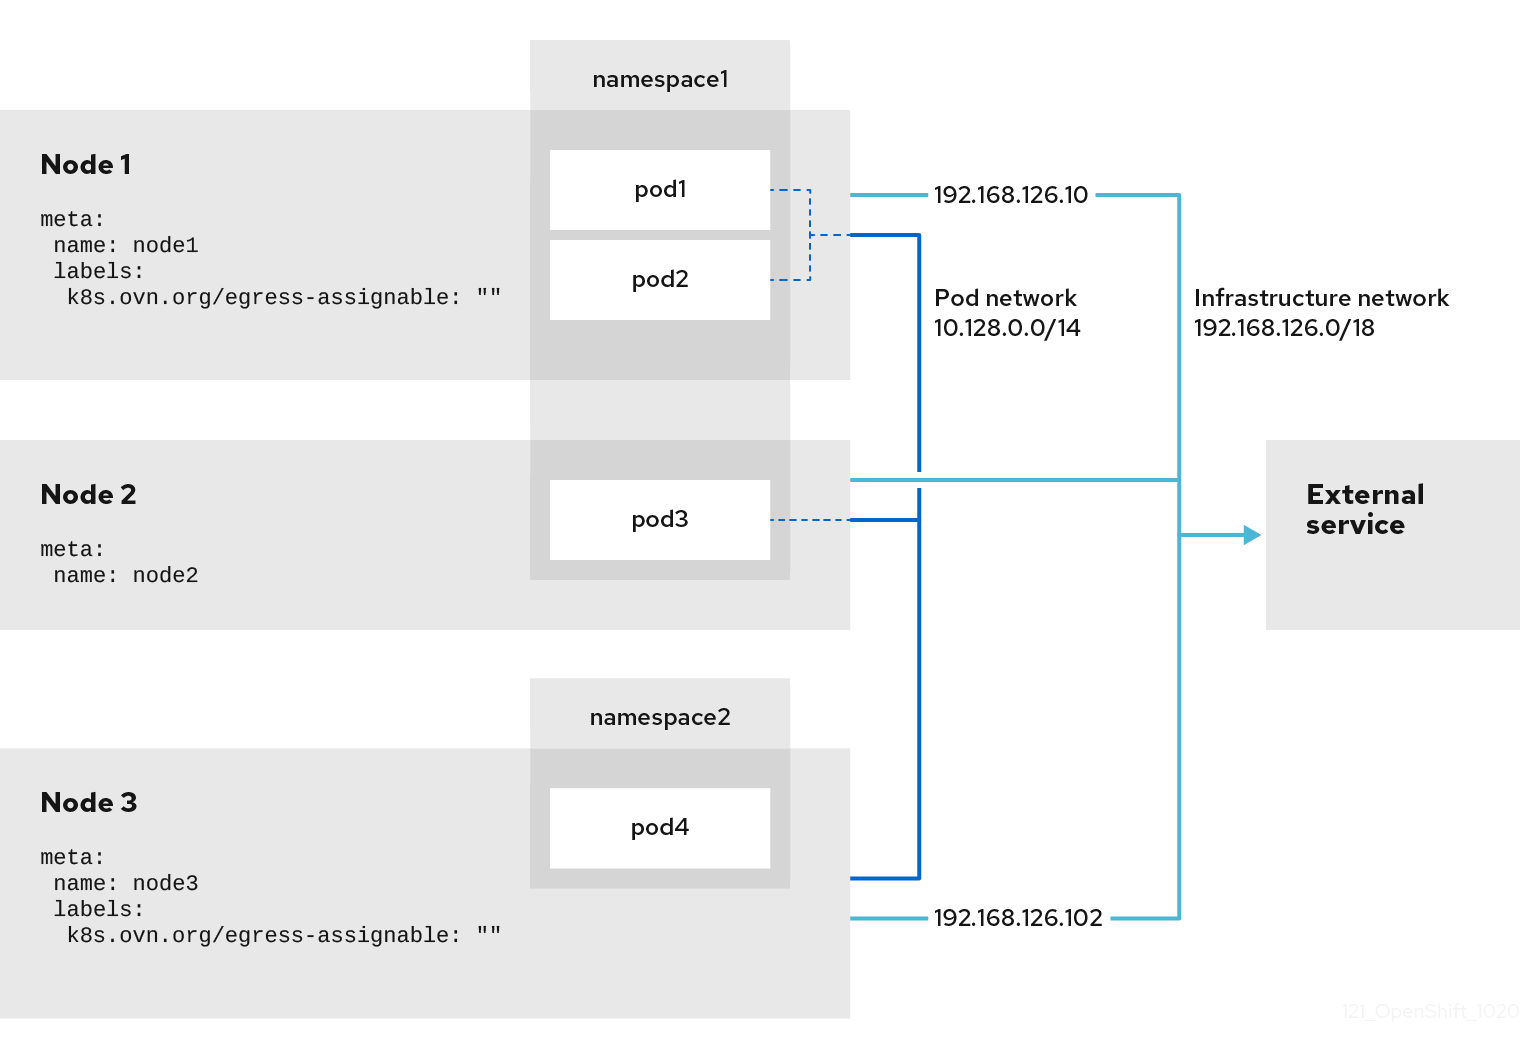 namespace1
Node 1
meta:
 name: node1
 labels:
  k8s.ovn.org/egress-assignable: ""
pod1
pod2
192.168.126.10
Pod network
10.128.0.0/14
Infrastructure network
192.168.126.0/18
Node 2
meta:
 name: node2
pod3
External
service
namespace2
Node 3
meta:
 name: node3
 labels:
  k8s.ovn.org/egress-assignable: ""
pod4
192.168.126.102
121_OpenShift_1020